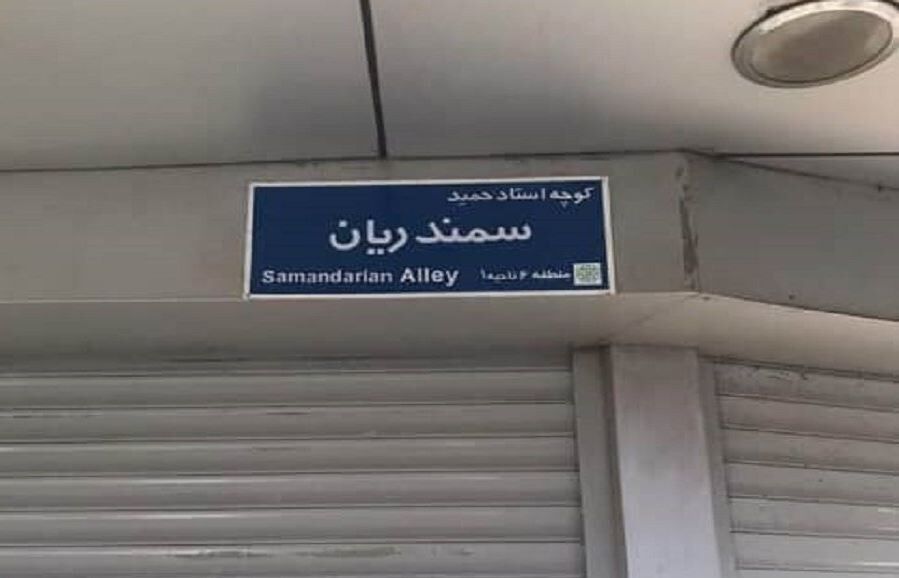 کوچه استاد حمید
سمندریان
Samandarian Alley
منطقه ۶ ناحیه ۱